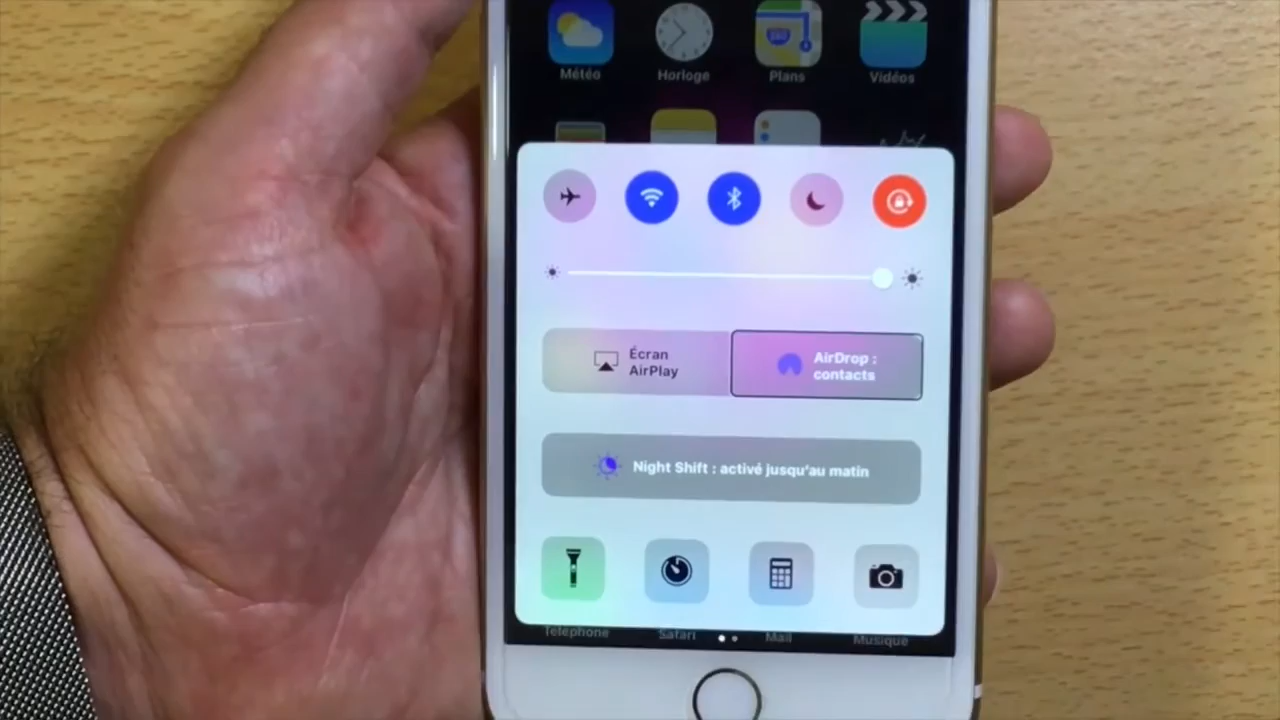 Météo
Horloge
Plans
Vidéos
Écran
AirPlay
AirDrop :
contacts
Night Shift : activé jusqu'au matin
Téléphone
Safari
Mail
Musique